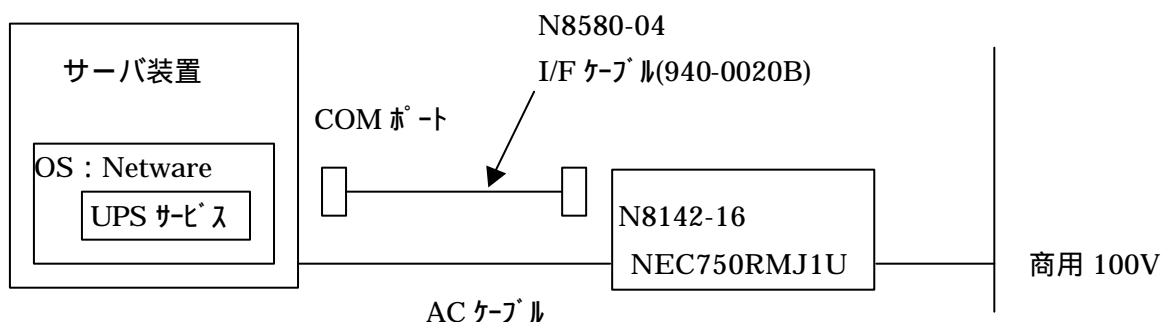 N8580-04
I/F ケーブル(940-0020B)
サーバ装置
COM ポート
OS:Netware
UPS サービス
N8142-16
NEC750RMJ1U
商用 100V
AC ケーブル